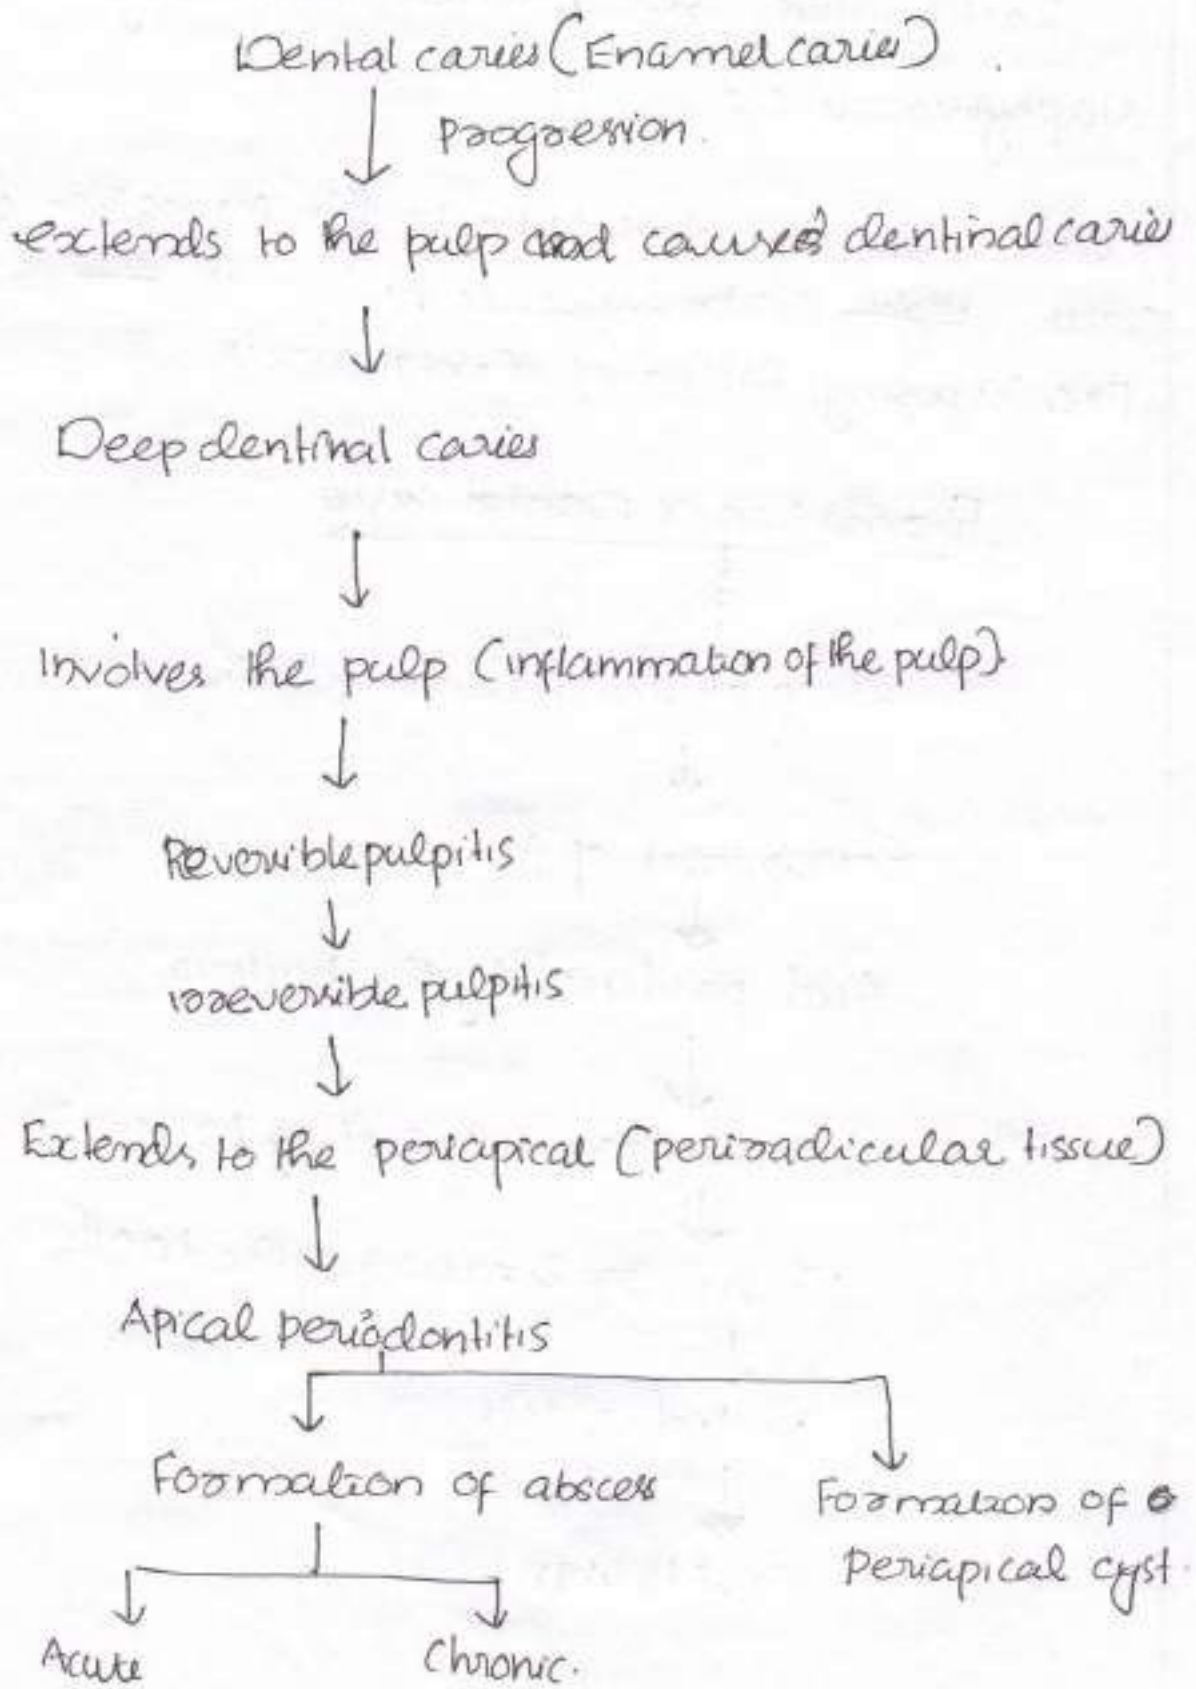 Dental caries (Enamel caries).
progression.
extends to the pulp and causes dentinal caries
Deep dentinal caries
Involves the pulp (inflammation of the pulp)
Reversible pulpitis
irreversible pulpitis
Extends to the periapical (periradicular tissue)
Apical periodontitis
Formation of abscess
Formation of
periapical cyst.
Acute
Chronic.